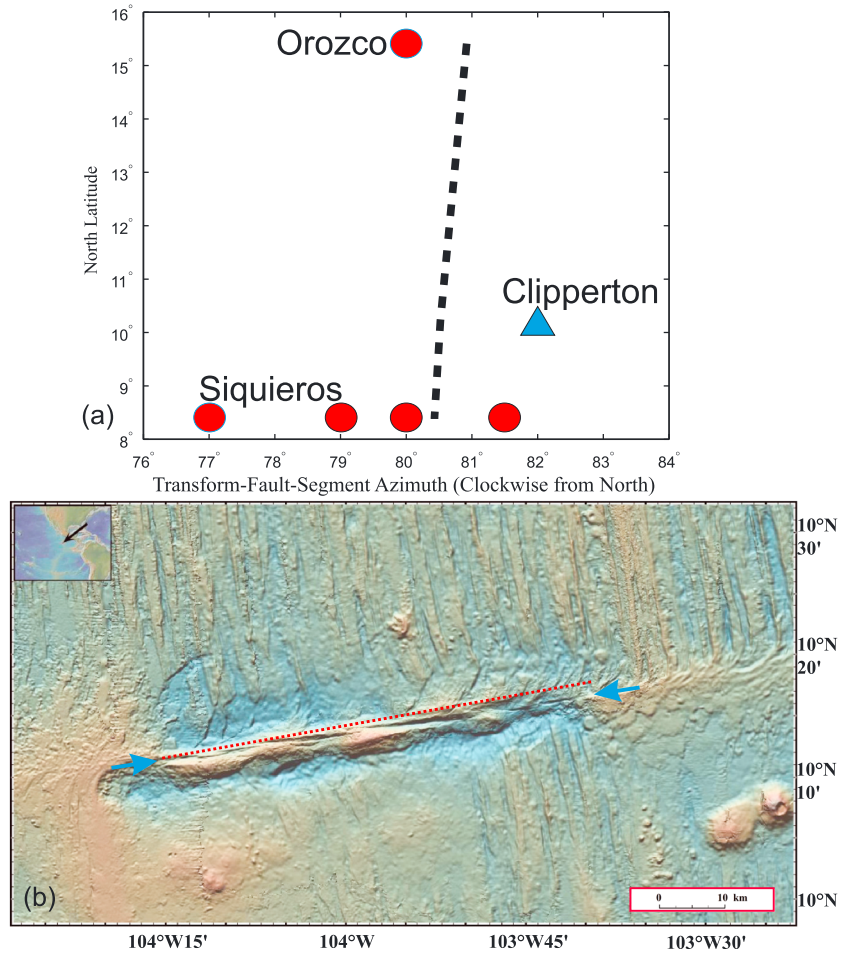 16°
Orozco
15°
14°
13°
12°
North Latitude
11°
Clipperton
10°
Siquieros
9°
(a)
8°
76° 77° 79° 80° 81° 82° 83° 84°
Transform-Fault-Segment Azimuth (Clockwise from North)
10°N
30'
10°N
20'
10°N
10'
(b)
0 10 km
10°N
104°W15' 104°W 103°W45' 103°W30'